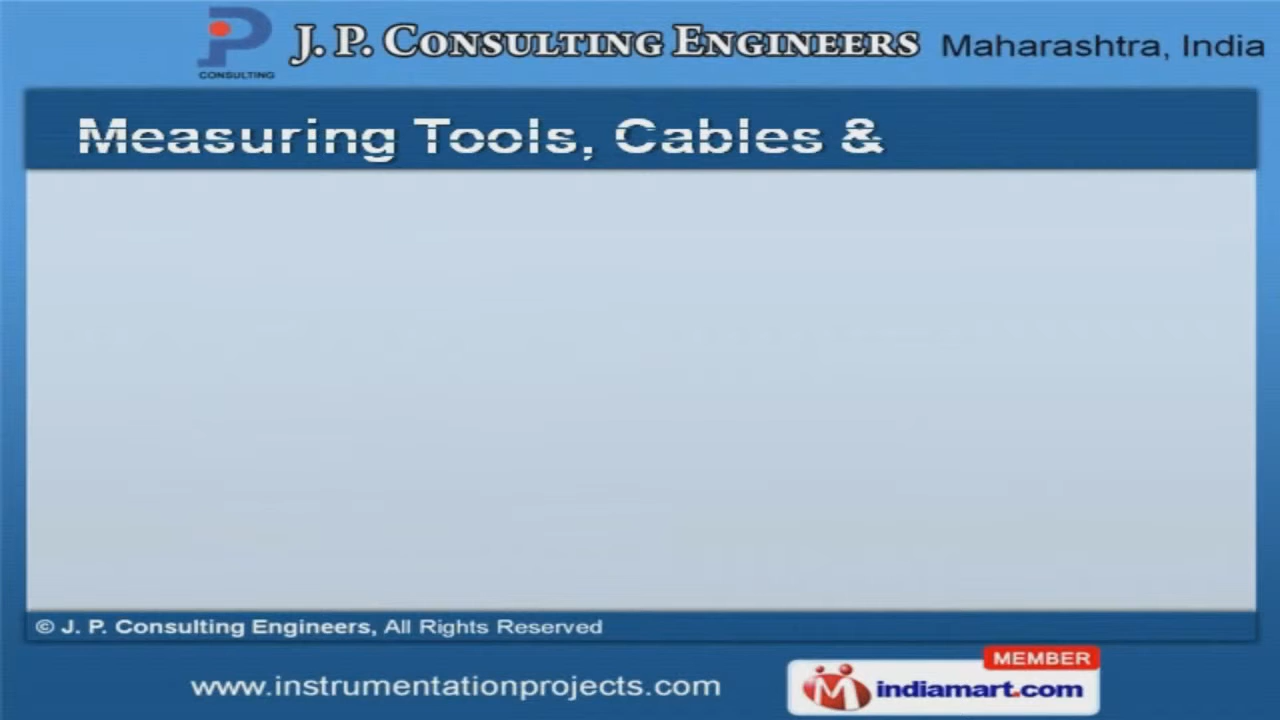 CONSULTING
J. P. CONSULTING ENGINEERS Maharashtra, India
Measuring Tools, Cables &
© J. P. Consulting Engineers, All Rights Reserved
MEMBER
www.instrumentationprojects.com
indiamart.com